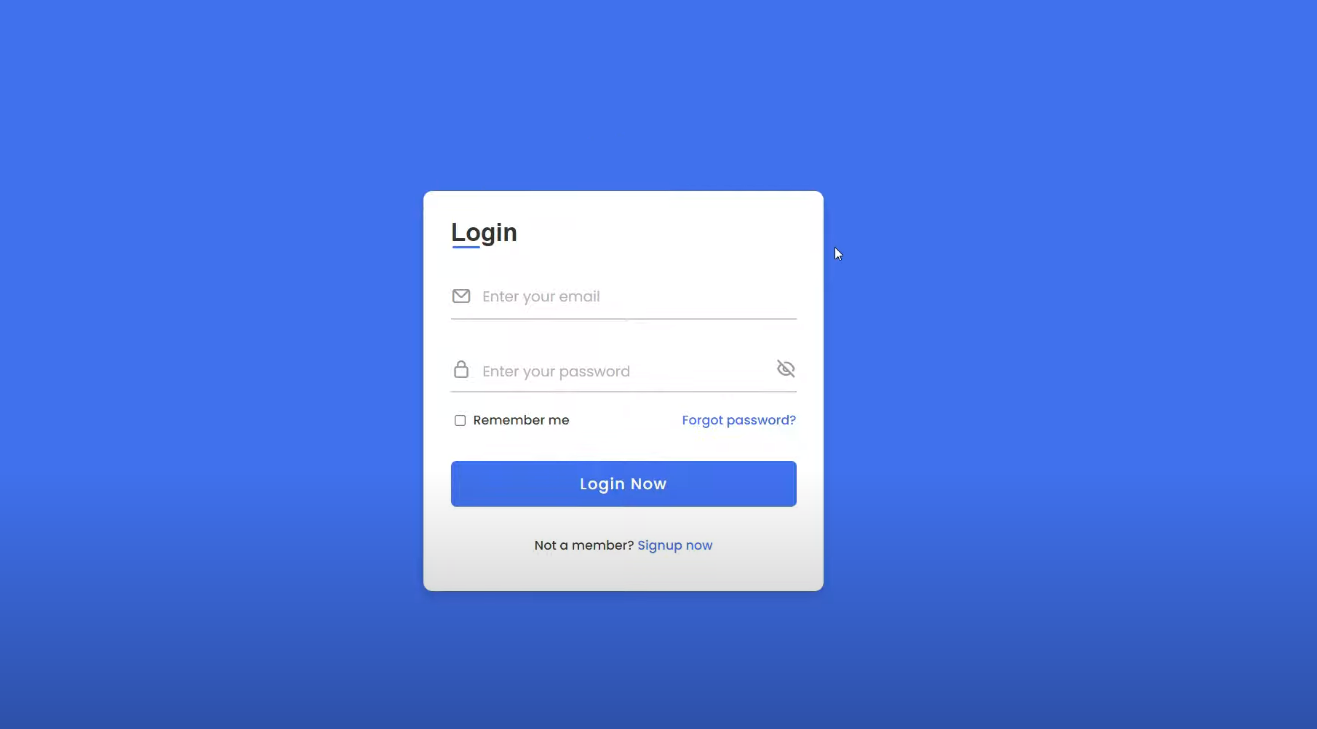 Login
Enter your email
Enter your password
Remember me Forgot password?
Login Now
Not a member? Signup now